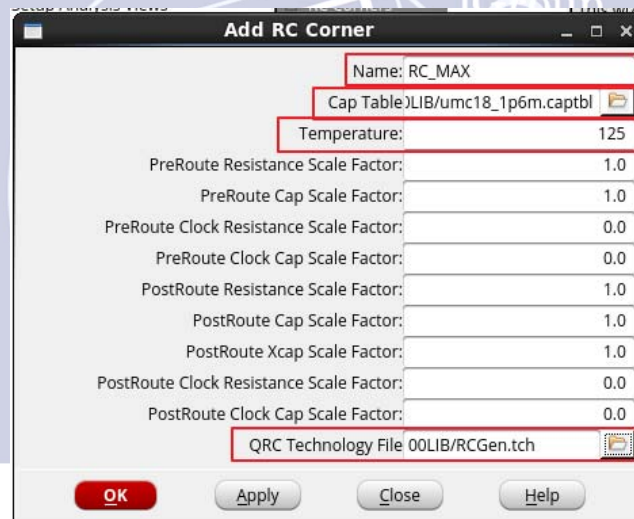 Add RC Corner
Name: RC_MAX
Cap Table:)LIB/umc18_1p6m.captbl
Temperature: 125
PreRoute Resistance Scale Factor: 1.0
PreRoute Cap Scale Factor: 1.0
PreRoute Clock Resistance Scale Factor: 0.0
PreRoute Clock Cap Scale Factor: 0.0
PostRoute Resistance Scale Factor: 1.0
PostRoute Cap Scale Factor: 1.0
PostRoute Xcap Scale Factor: 1.0
PostRoute Clock Resistance Scale Factor: 0.0
PostRoute Clock Cap Scale Factor: 0.0
QRC Technology File 00LIB/RCGen.tch
OK Apply Close Help